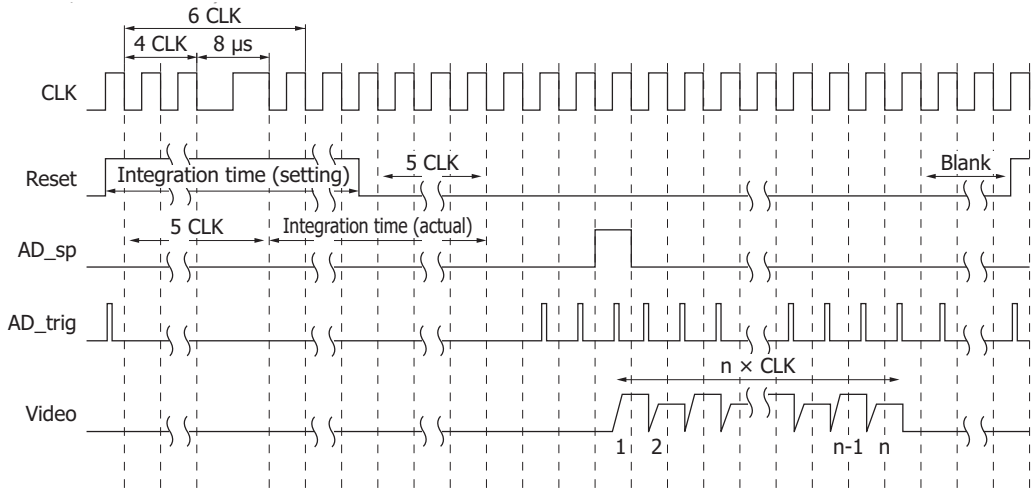 6 CLK
4 CLK 8 µs
CLK
Reset
Integration time (setting)
5 CLK
Blank
AD_sp
5 CLK
Integration time (actual)
AD_trig
n × CLK
Video
1 2 n-1 n